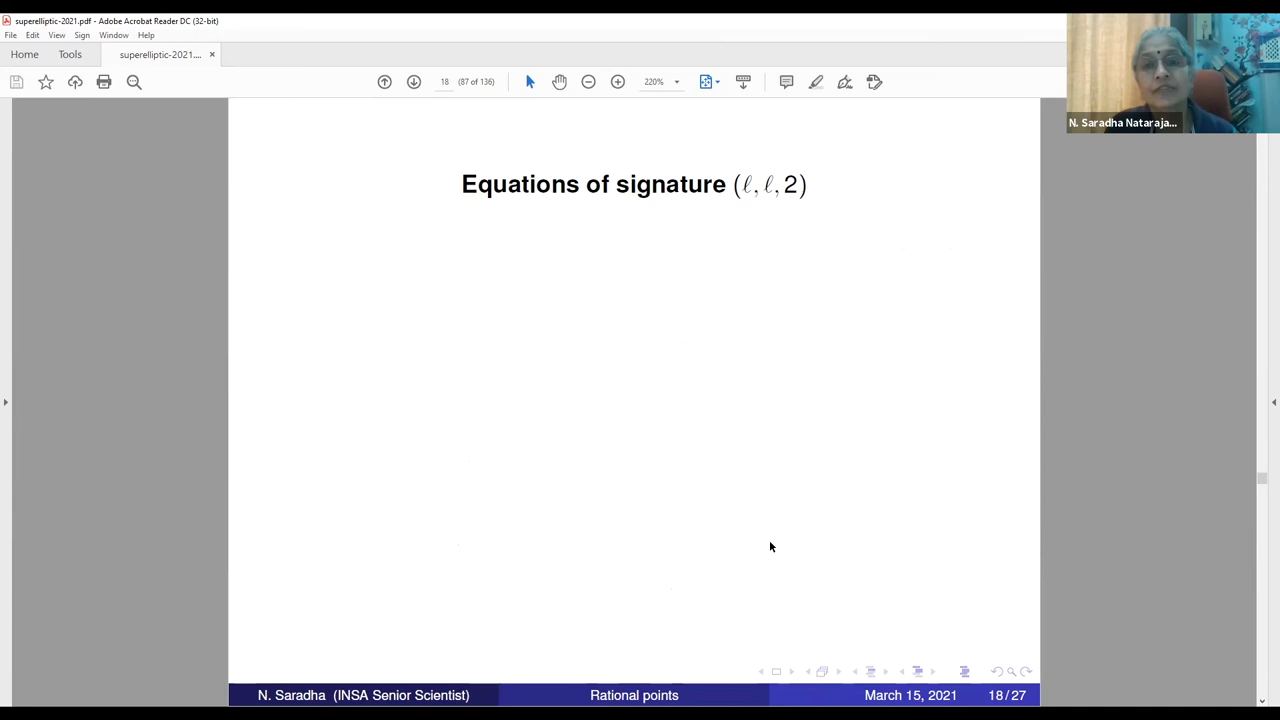 superelliptic-2021.pdf - Adobe Acrobat Reader DC (32-bit)
File Edit View Sign Window Help
Home Tools superelliptic-2021.... ×
18 (87 of 136) 220%
N. Saradha Nataraja...
Equations of signature (ℓ, ℓ, 2)
N. Saradha (INSA Senior Scientist) Rational points March 15, 2021 18/27